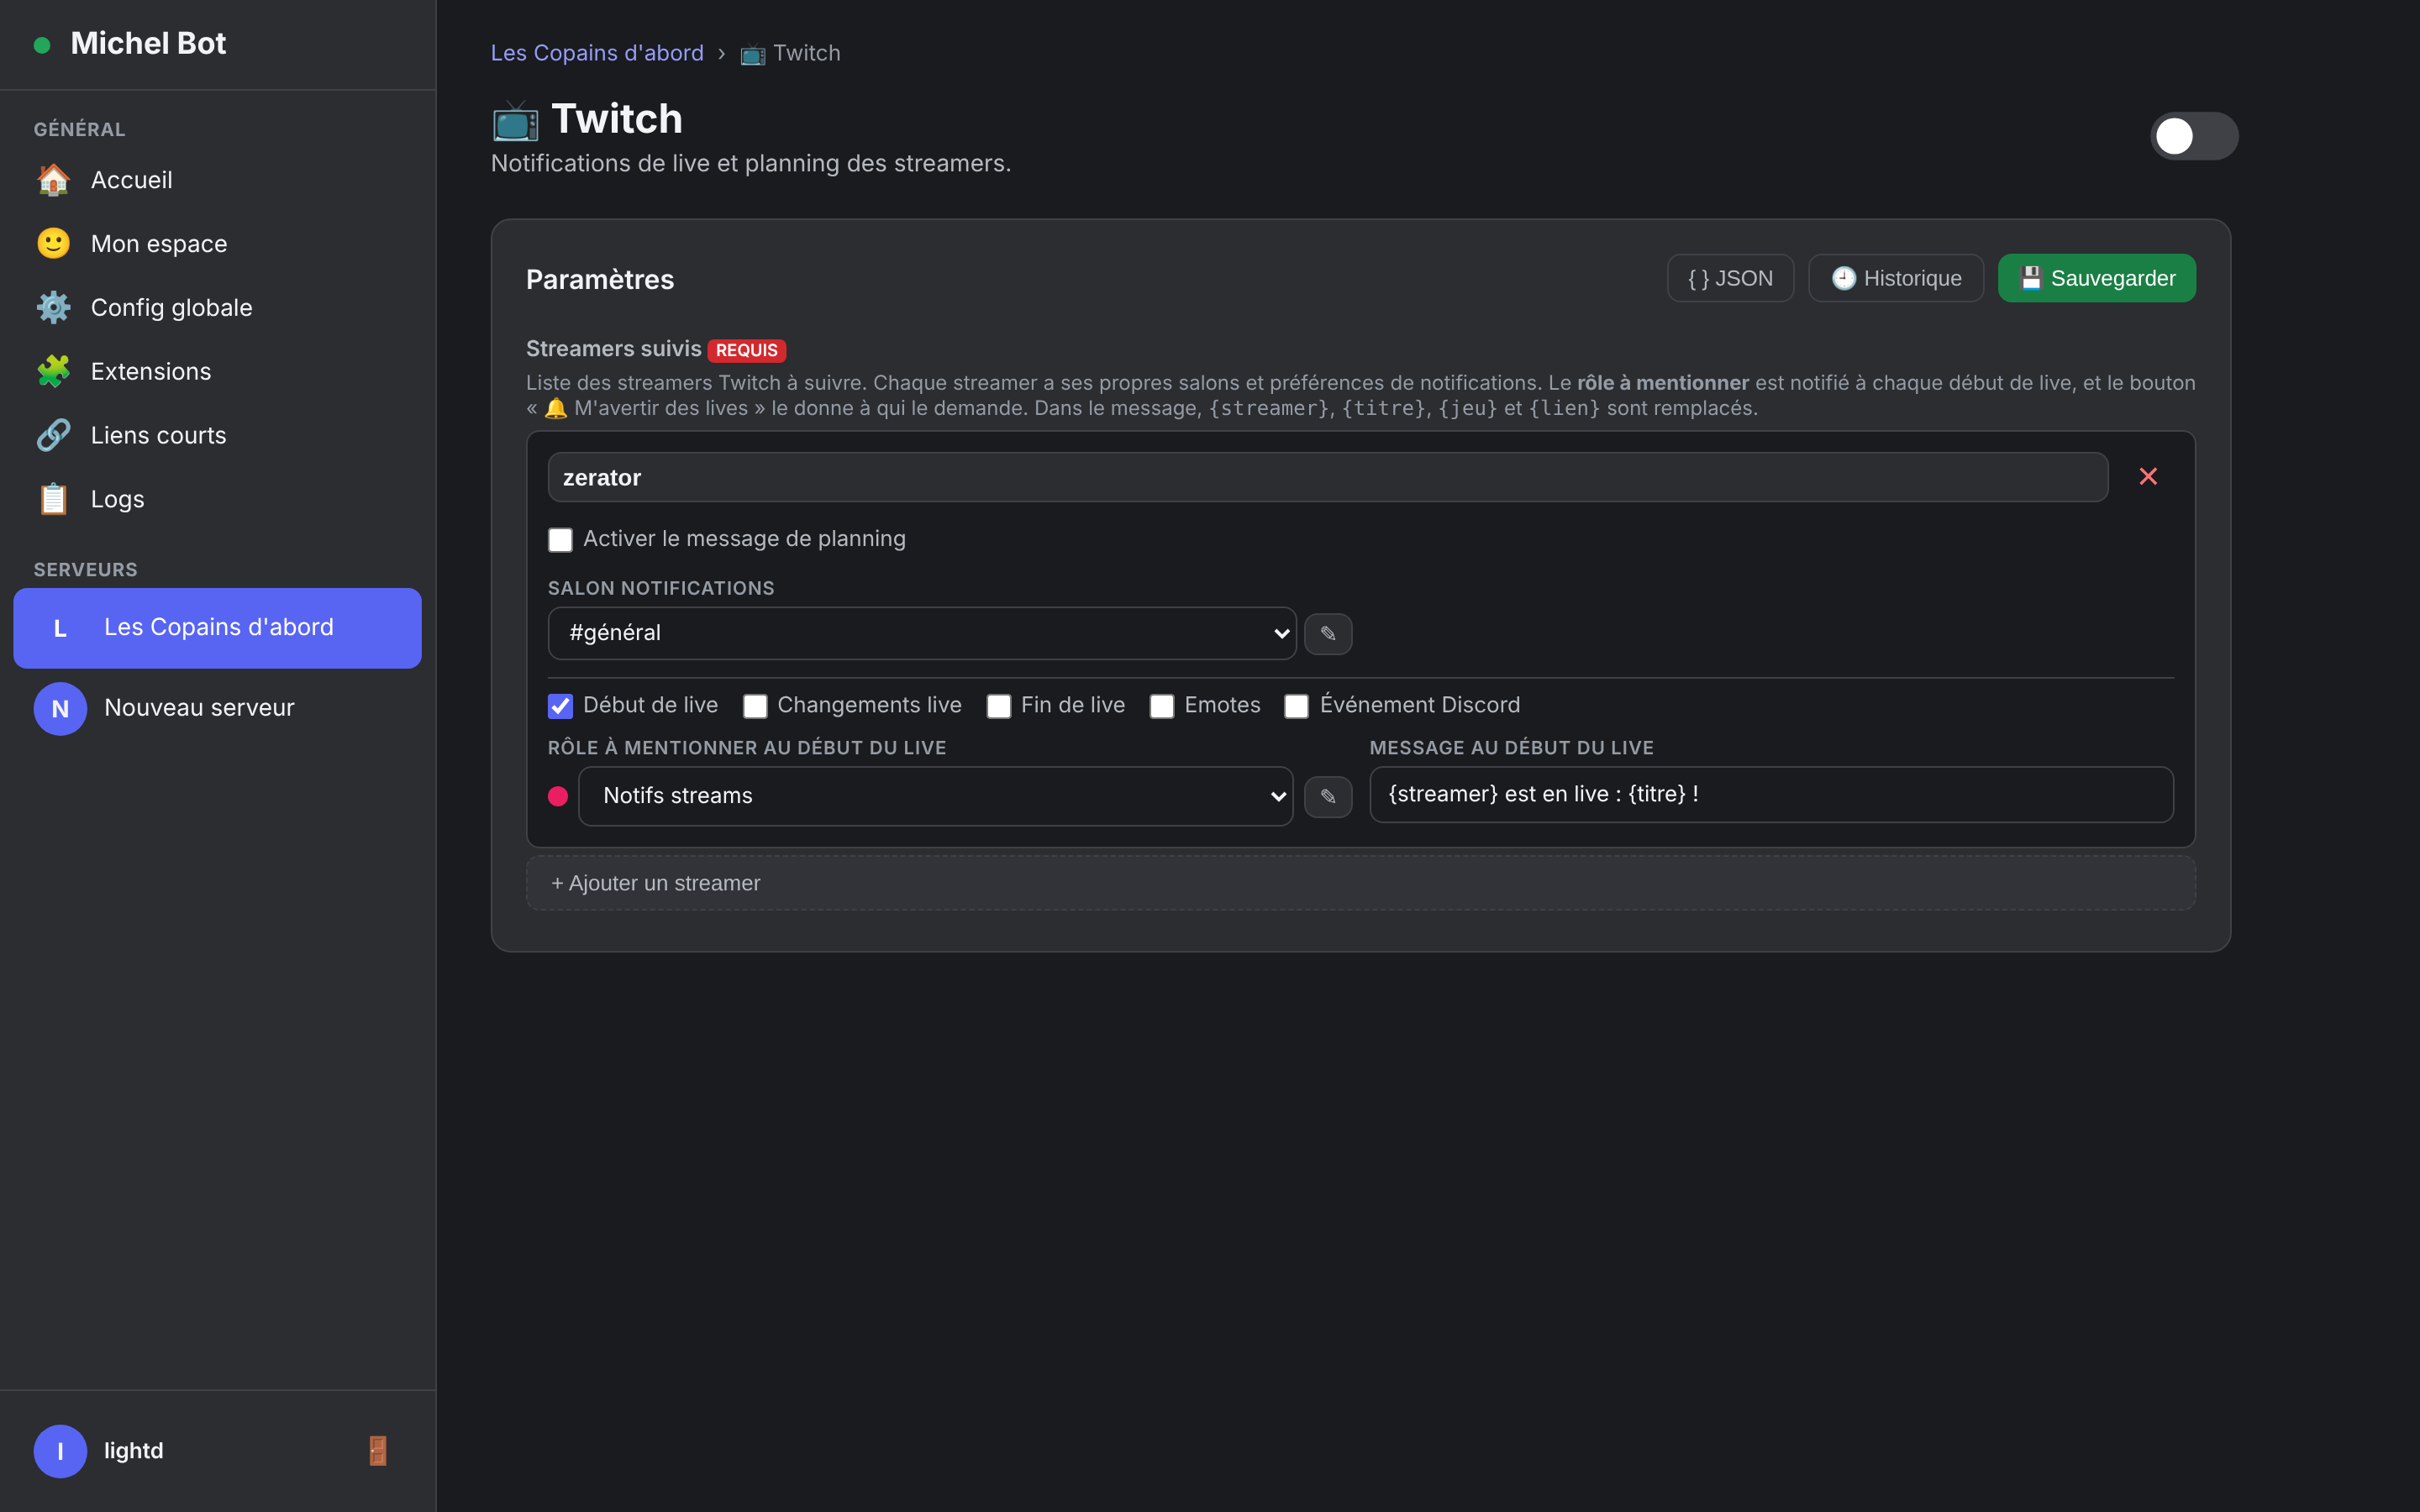 Michel Bot
GÉNÉRAL
🏠 Accueil
🙂 Mon espace
⚙️ Config globale
🧩 Extensions
🔗 Liens courts
📋 Logs
SERVEURS
L Les Copains d'abord
N Nouveau serveur
l lightd
Les Copains d'abord › 📺 Twitch
📺 Twitch
Notifications de live et planning des streamers.
Paramètres
{ } JSON
🕘 Historique
💾 Sauvegarder
Streamers suivis REQUIS
Liste des streamers Twitch à suivre. Chaque streamer a ses propres salons et préférences de notifications. Le rôle à mentionner est notifié à chaque début de live, et le bouton
« 🔔 M'avertir des lives » le donne à qui le demande. Dans le message, {streamer}, {titre}, {jeu} et {lien} sont remplacés.
zerator
✕
Activer le message de planning
SALON NOTIFICATIONS
#général
✎
Début de live Changements live Fin de live Emotes Événement Discord
RÔLE À MENTIONNER AU DÉBUT DU LIVE
Notifs streams
✎
MESSAGE AU DÉBUT DU LIVE
{streamer} est en live : {titre} !
+ Ajouter un streamer